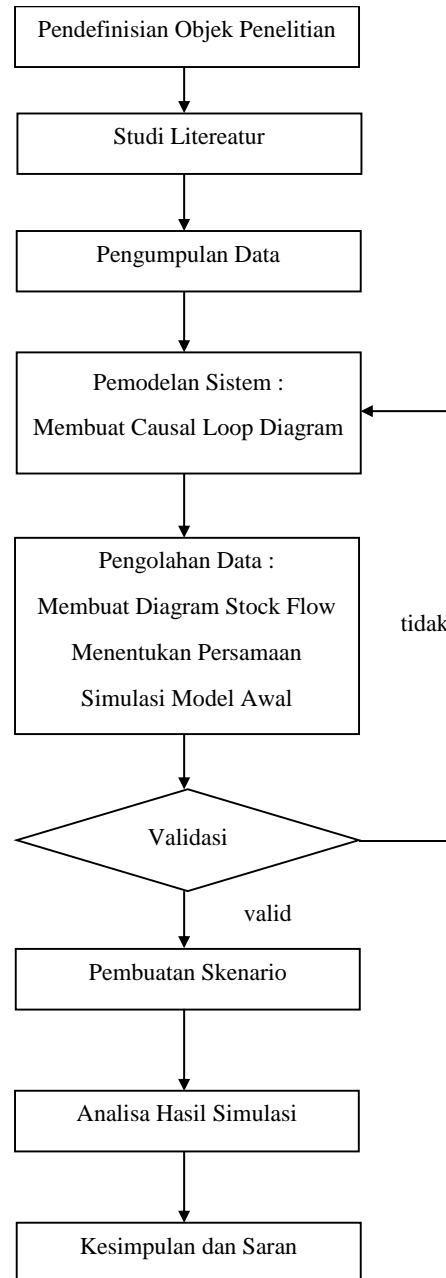 Pendefinisian Objek Penelitian
Studi Litereatur
Pengumpulan Data
Pemodelan Sistem :
Membuat Causal Loop Diagram
Pengolahan Data :
Membuat Diagram Stock Flow
Menentukan Persamaan
Simulasi Model Awal
tidak
Validasi
valid
Pembuatan Skenario
Analisa Hasil Simulasi
Kesimpulan dan Saran